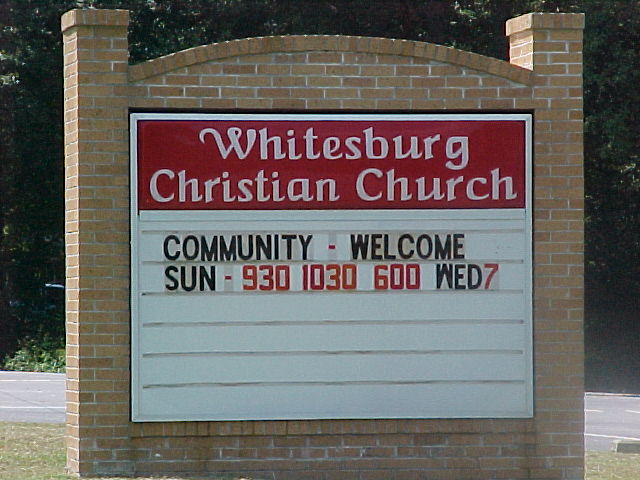 Whitesburg
Christian Church
COMMUNITY - WELCOME
SUN - 930 1030 600 WED7